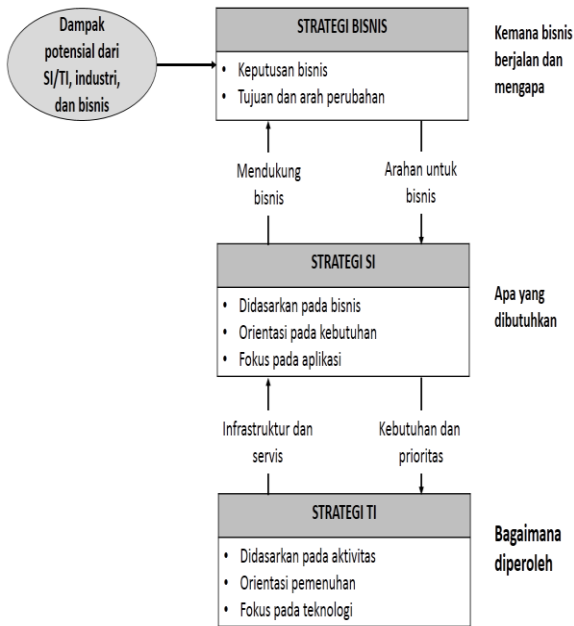 Dampak
potensial dari
SI/TI, industri,
dan bisnis
STRATEGI BISNIS
• Keputusan bisnis
• Tujuan dan arah perubahan
Kemana bisnis
berjalan dan
mengapa
Mendukung
bisnis
Arahan untuk
bisnis
STRATEGI SI
• Didasarkan pada bisnis
• Orientasi pada kebutuhan
• Fokus pada aplikasi
Apa yang
dibutuhkan
Infrastruktur dan
servis
Kebutuhan dan
prioritas
STRATEGI TI
• Didasarkan pada aktivitas
• Orientasi pemenuhan
• Fokus pada teknologi
Bagaimana
diperoleh